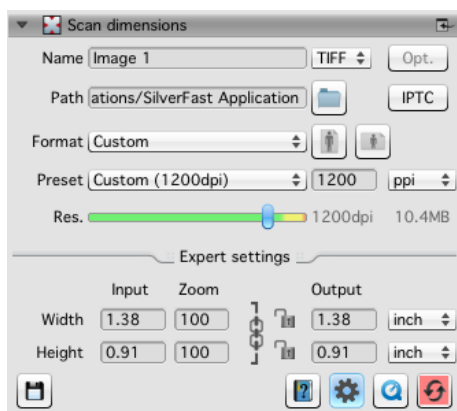 Scan dimensions
Name Image 1 TIFF Opt.
Path ations/SilverFast Application IPTC
Format Custom
Preset Custom (1200dpi) 1200 ppi
Res. 1200dpi 10.4MB
Expert settings
Input Zoom Output
Width 1.38 100 1.38 inch
Height 0.91 100 0.91 inch
?